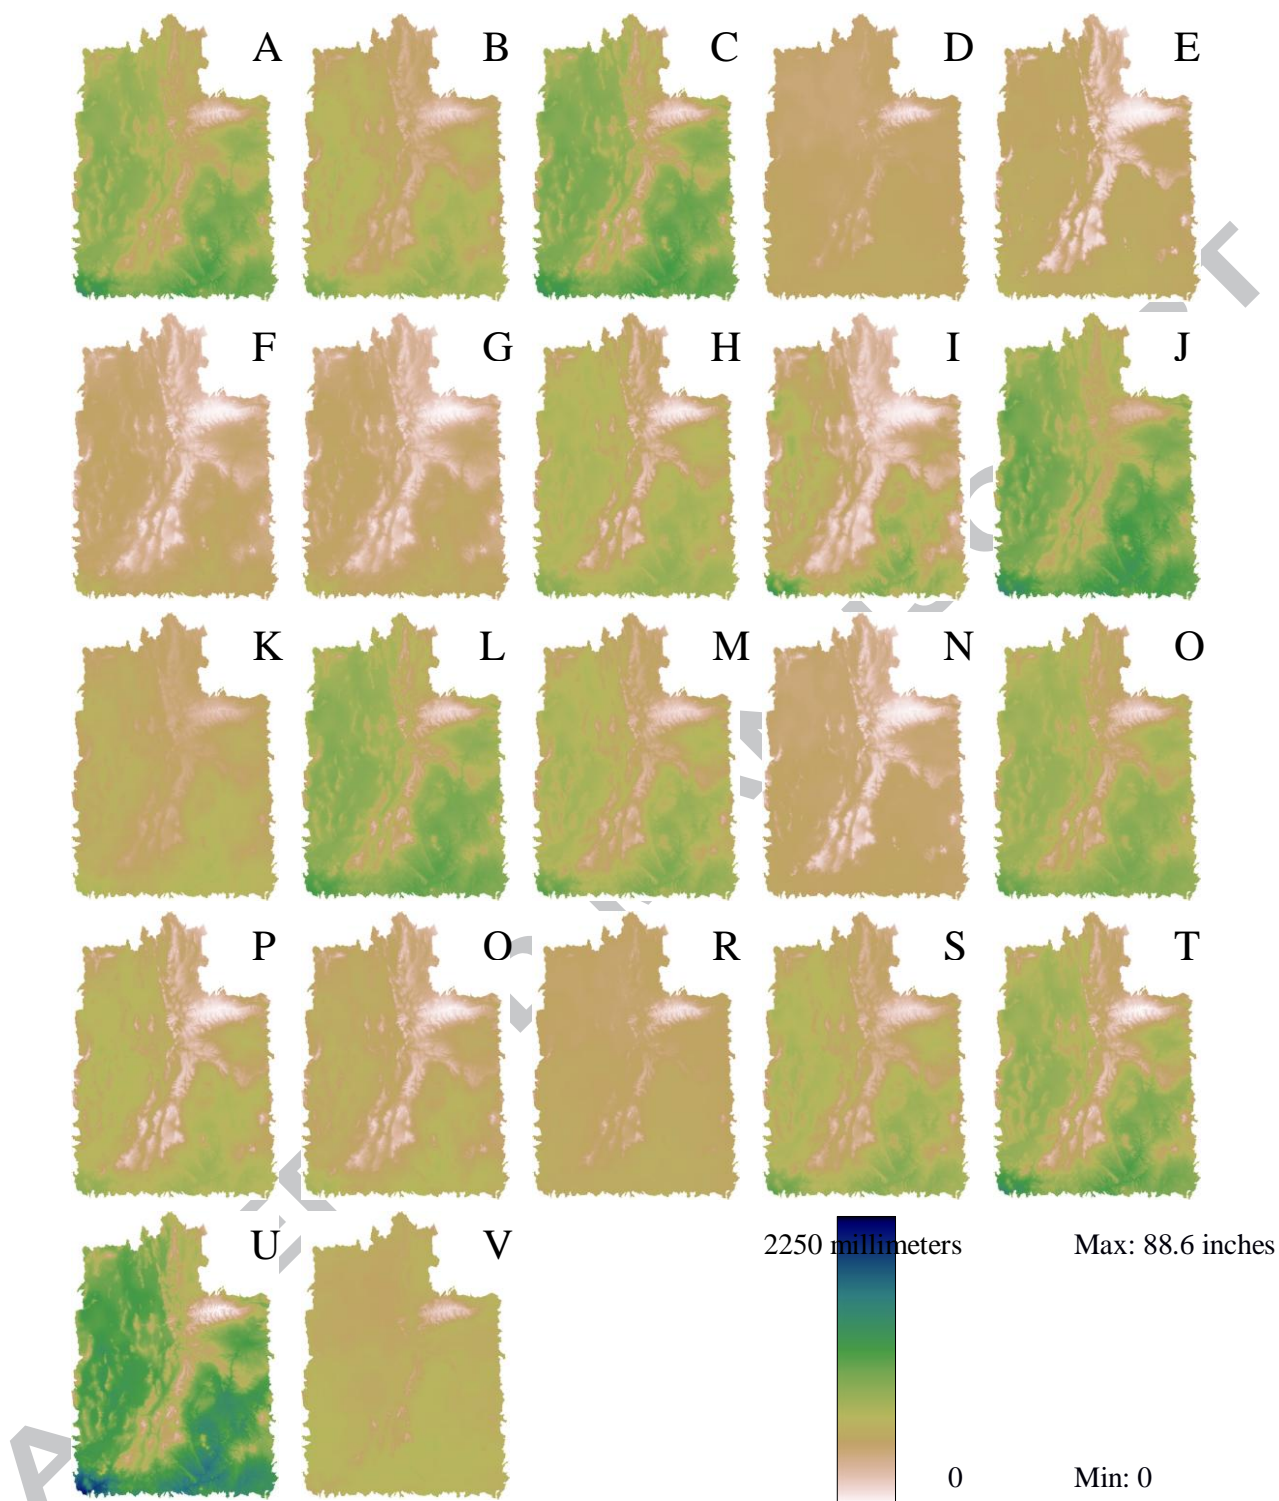 A B C D E
F G H I J
K L M N O
P O R S T
U V
2250 millimeters Max: 88.6 inches
0 Min: 0